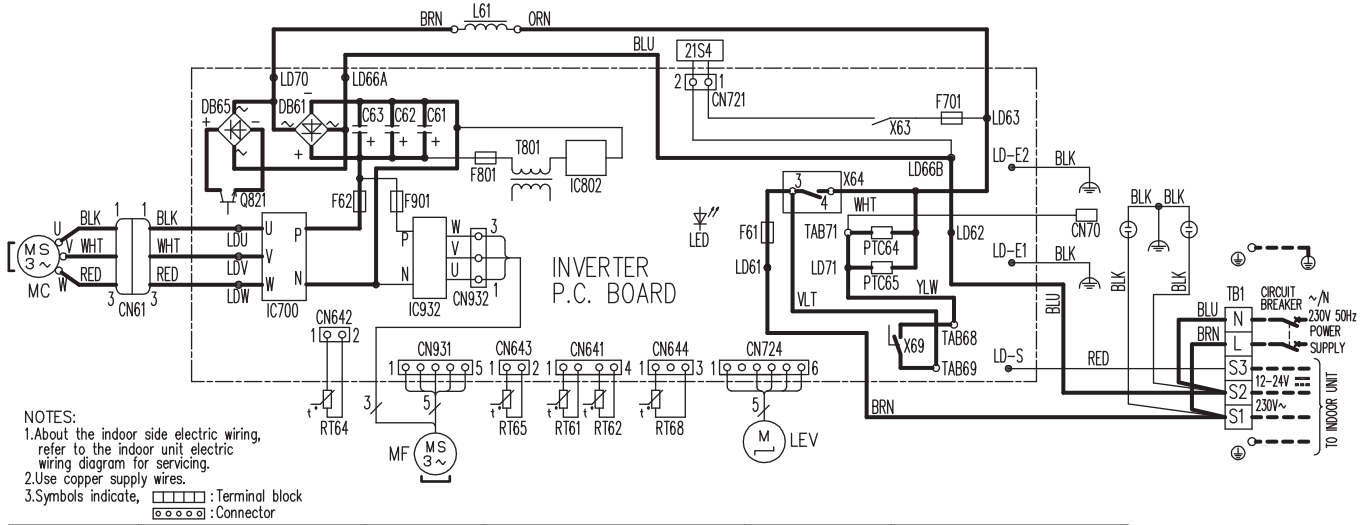 BRN L61 ORN
BLU
21S4
2 1
CN721
LD70 LD66A
DB65 ~ DB61 −
+ − ~ ~
~ +
C63 C62 C61
+ + +
F701
X63
LD63
T801
F801
IC802
Q821
F62 F901
LD66B
LD-E2 BLK
3 X64
4
WHT
LED
F61
TAB71
PTC64
LD62
CN70
LD61
LD71
PTC65
LD-E1 BLK
YLW
VLT
BLU
X69
TAB68
TAB69
LD-S RED
BRN
U BLK 1 1 BLK LDU U P
MS 3~ V WHT WHT LDV V
MC W RED 3 3 RED LDW W N
CN61
IC700
P W 3
V
N U 1
IC932 CN932
INVERTER
P.C. BOARD
CN642
1 2
CN931
1 5
CN643
1 2
CN641
1 4
CN644
1 3
CN724
1 6
t° RT64
3
5
t° RT65
t° RT61
t° RT62
t° RT68
5
MF MS 3~
M LEV
BLK BLK
BLK BLK
TB1
CIRCUIT
BREAKER
~/N
230V 50Hz
POWER
SUPPLY
BLU N
BRN L
S3
12-24V
S2
230V~
S1
TO INDOOR UNIT
NOTES:
1.About the indoor side electric wiring,
refer to the indoor unit electric
wiring diagram for servicing.
2.Use copper supply wires.
3.Symbols indicate, : Terminal block
: Connector